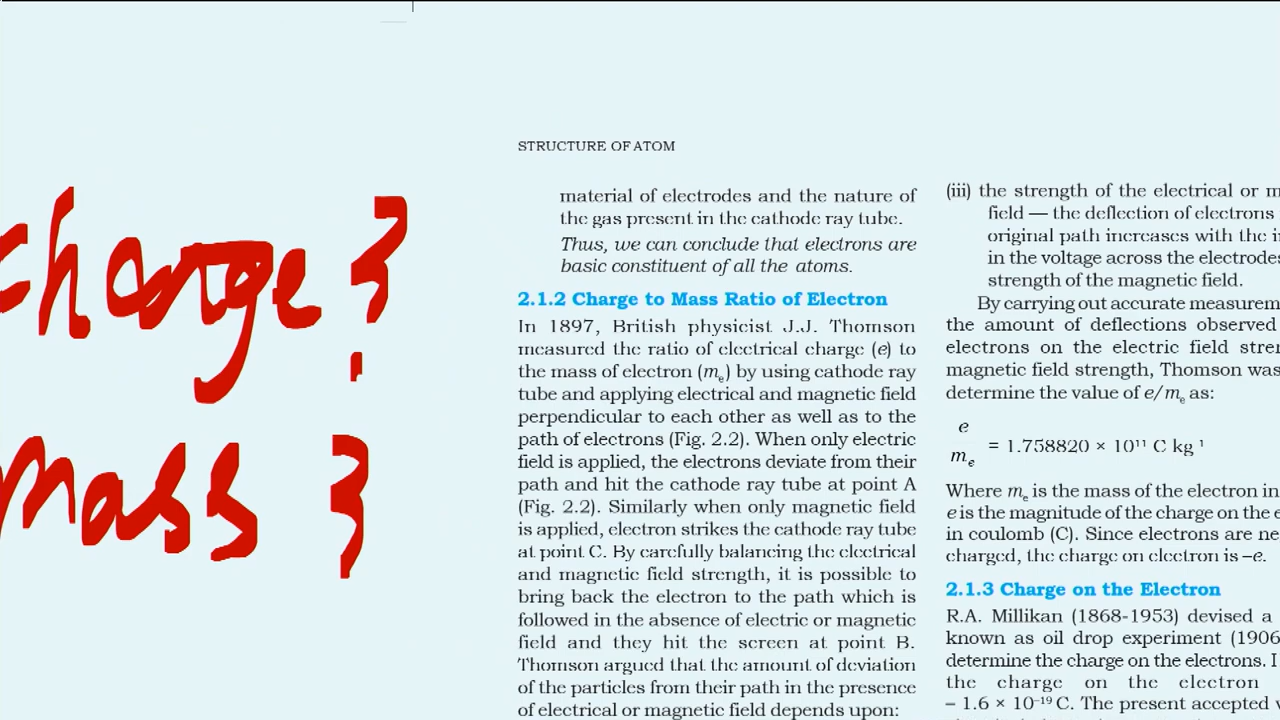 STRUCTURE OF ATOM
charge ?
mass ?
material of electrodes and the nature of
the gas present in the cathode ray tube.
Thus, we can conclude that electrons are
basic constituent of all the atoms.
2.1.2 Charge to Mass Ratio of Electron
In 1897, British physicist J.J. Thomson
measured the ratio of electrical charge (e) to
the mass of electron (mₑ) by using cathode ray
tube and applying electrical and magnetic field
perpendicular to each other as well as to the
path of electrons (Fig. 2.2). When only electric
field is applied, the electrons deviate from their
path and hit the cathode ray tube at point A
(Fig. 2.2). Similarly when only magnetic field
is applied, electron strikes the cathode ray tube
at point C. By carefully balancing the electrical
and magnetic field strength, it is possible to
bring back the electron to the path which is
followed in the absence of electric or magnetic
field and they hit the screen at point B.
Thomson argued that the amount of deviation
of the particles from their path in the presence
of electrical or magnetic field depends upon:
(iii) the strength of the electrical or m
field — the deflection of electrons
original path increases with the i
in the voltage across the electrodes
strength of the magnetic field.
By carrying out accurate measurem
the amount of deflections observed
electrons on the electric field stren
magnetic field strength, Thomson was
determine the value of e/mₑ as:
e
mₑ = 1.758820 × 10¹¹ C kg ¹
Where mₑ is the mass of the electron in
e is the magnitude of the charge on the e
in coulomb (C). Since electrons are ne
charged, the charge on electron is –e.
2.1.3 Charge on the Electron
R.A. Millikan (1868-1953) devised a
known as oil drop experiment (1906
determine the charge on the electrons. I
the charge on the electron
– 1.6 × 10⁻¹⁹ C. The present accepted v